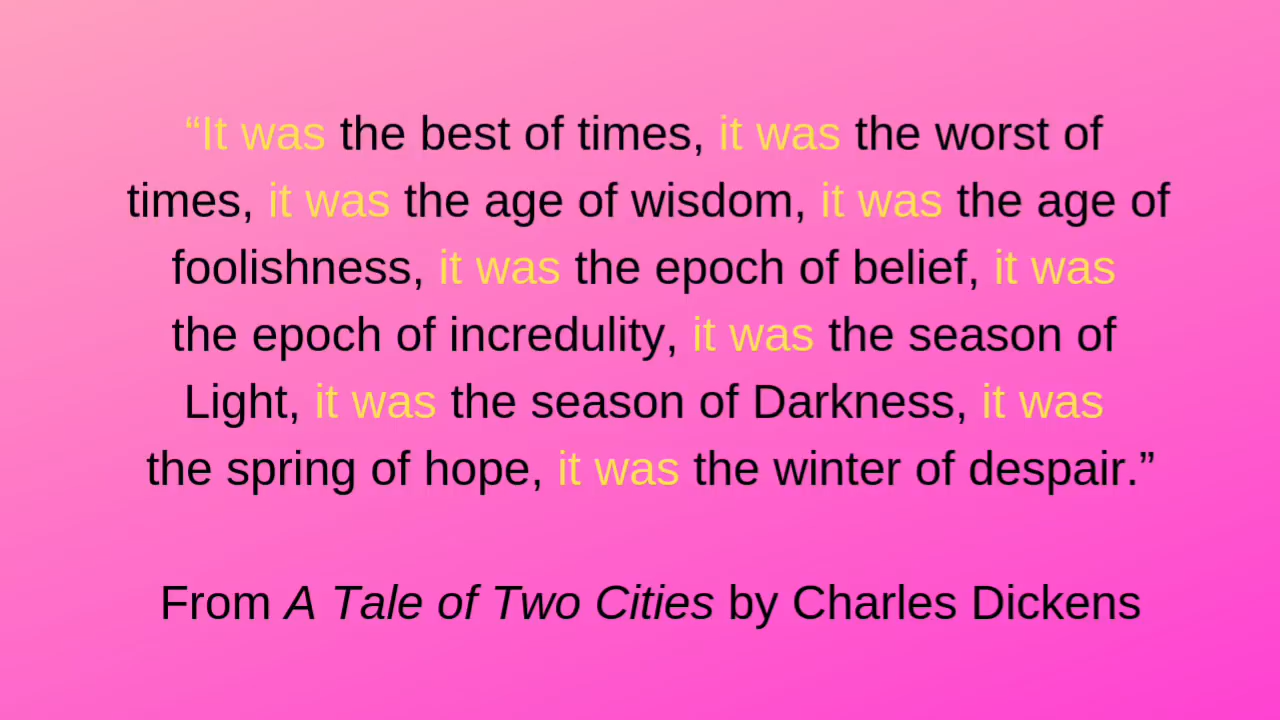 “It was the best of times, it was the worst of
times, it was the age of wisdom, it was the age of
foolishness, it was the epoch of belief, it was
the epoch of incredulity, it was the season of
Light, it was the season of Darkness, it was
the spring of hope, it was the winter of despair.”
From A Tale of Two Cities by Charles Dickens